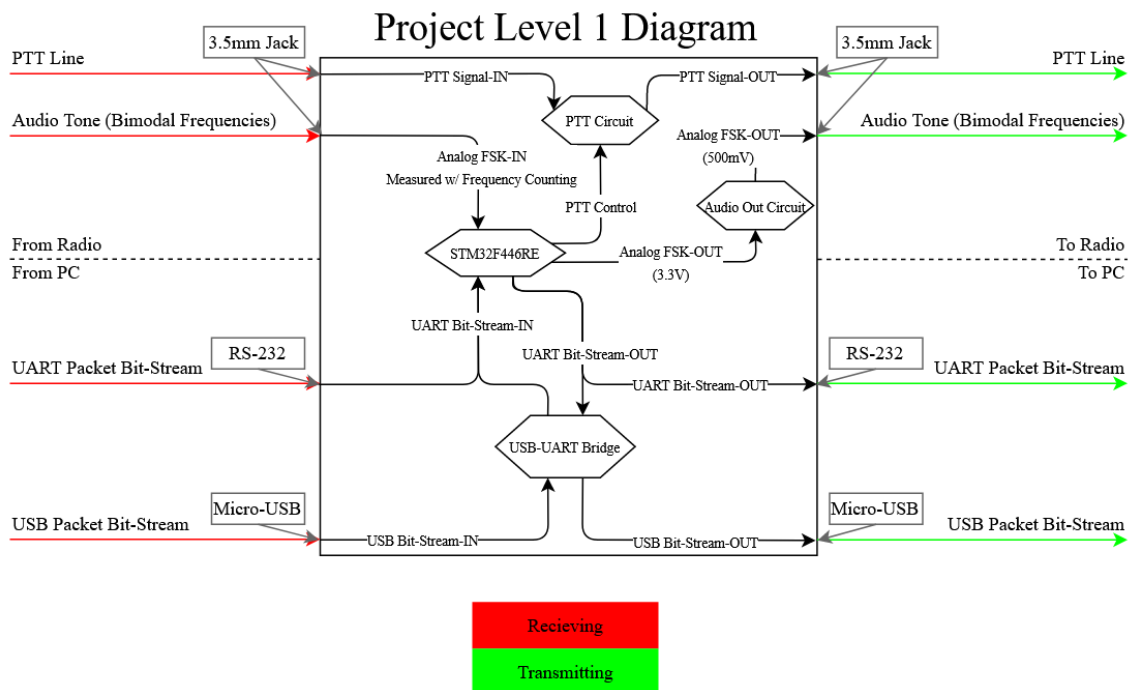 Project Level 1 Diagram
3.5mm Jack
3.5mm Jack
PTT Line
PTT Line
PTT Signal-IN
PTT Signal-OUT
PTT Circuit
Audio Tone (Bimodal Frequencies)
Audio Tone (Bimodal Frequencies)
Analog FSK-IN
Measured w/ Frequency Counting
Analog FSK-OUT
(500mV)
PTT Control
Audio Out Circuit
From Radio
To Radio
STM32F446RE
Analog FSK-OUT
(3.3V)
From PC
To PC
UART Bit-Stream-IN
RS-232
UART Bit-Stream-OUT
RS-232
UART Packet Bit-Stream
UART Bit-Stream-OUT
UART Packet Bit-Stream
USB-UART Bridge
Micro-USB
Micro-USB
USB Packet Bit-Stream
USB Packet Bit-Stream
USB Bit-Stream-IN
USB Bit-Stream-OUT
Recieving
Transmitting